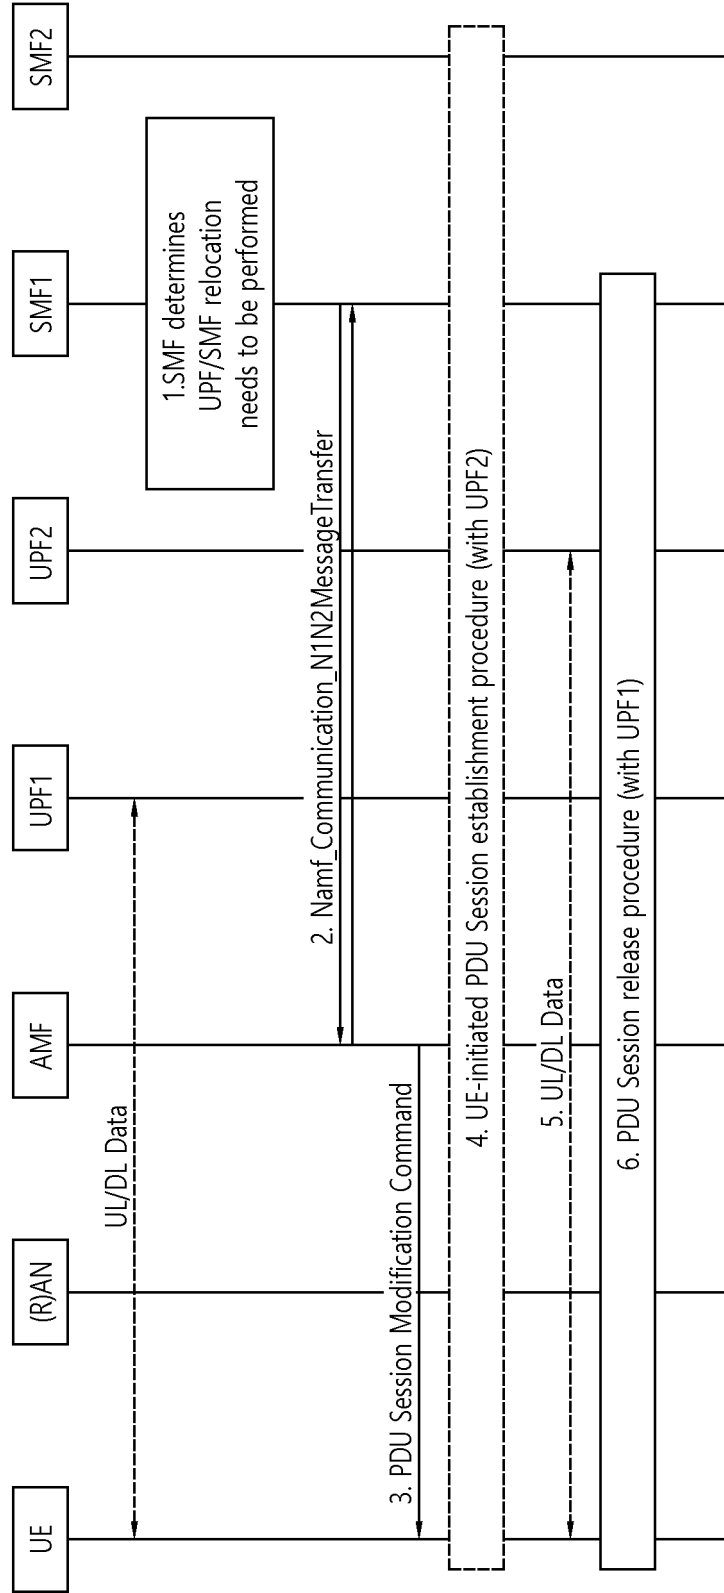 UE
(R)AN
AMF
UPF1
UPF2
SMF1
SMF2
UL/DL Data
1.SMF determines
UPF/SMF relocation
needs to be performed
2. Namf_Communication_N1N2MessageTransfer
3. PDU Session Modification Command
4. UE-initiated PDU Session establishment procedure (with UPF2)
5. UL/DL Data
6. PDU Session release procedure (with UPF1)